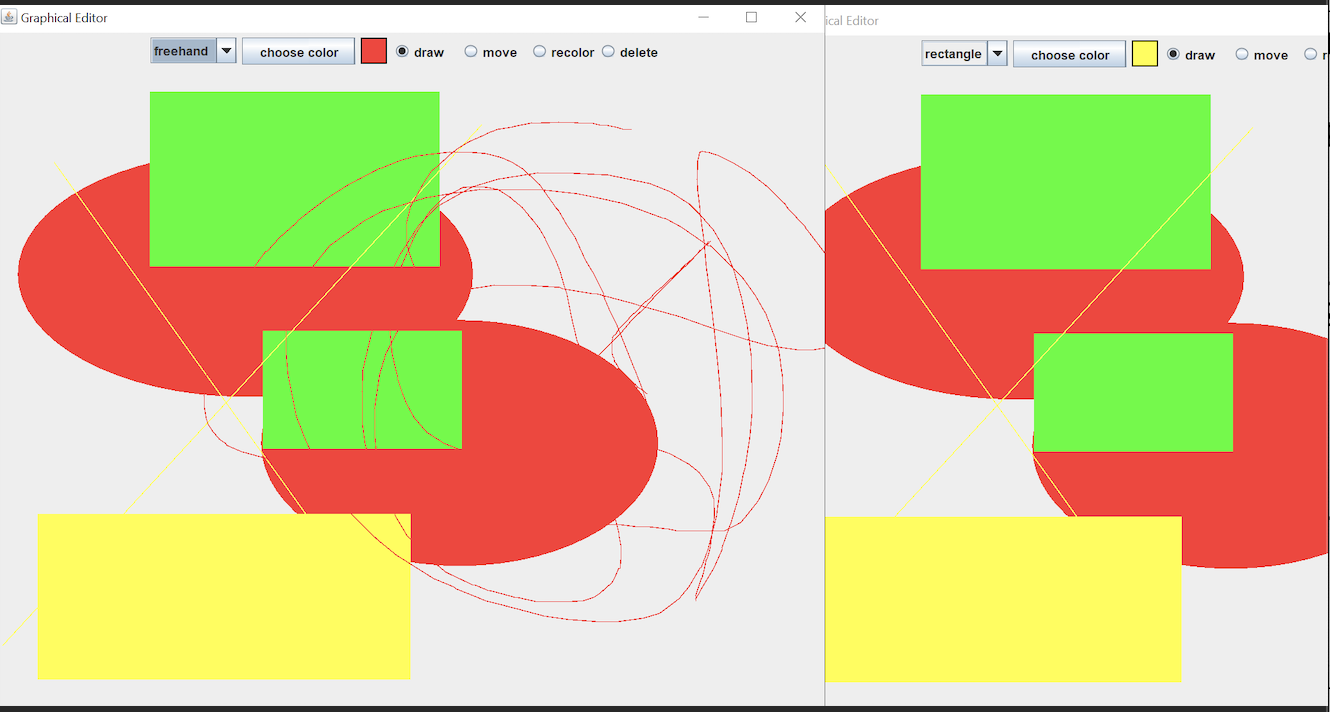 Graphical Editor
freehand choose color draw move recolor delete
ical Editor
rectangle choose color draw move r